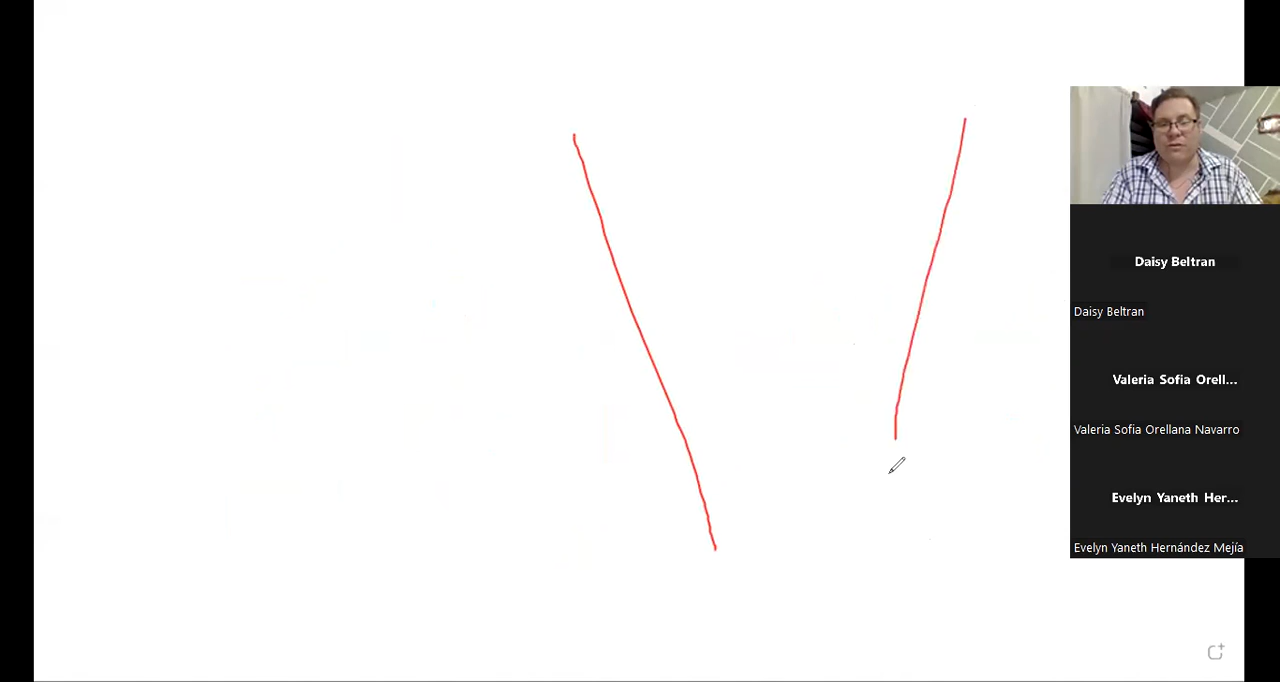 Daisy Beltran
Daisy Beltran
Valeria Sofia Orell...
Valeria Sofia Orellana Navarro
Evelyn Yaneth Her...
Evelyn Yaneth Hernández Mejía